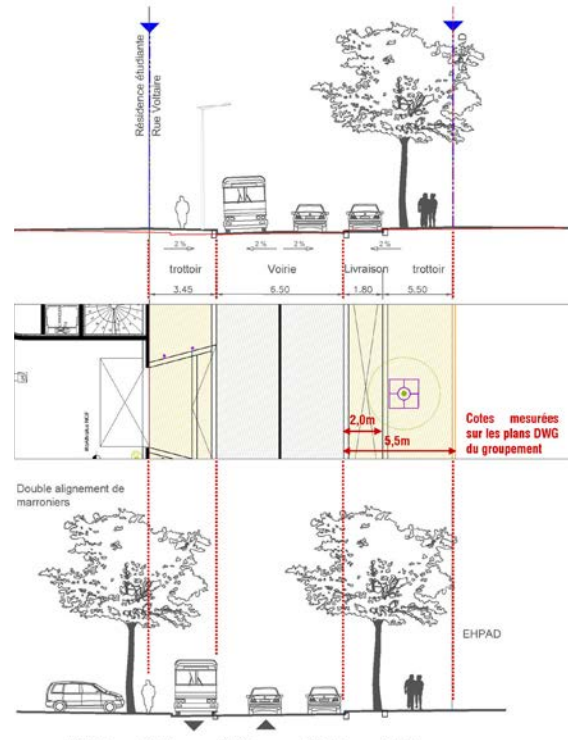 Résidence étudiante
Rue Voltaire
EHPAD
2%
2%
2%
2%
trottoir
Voirie
Livraison
trottoir
3.45
6.50
1.80
5.50
2,0m
5,5m
Cotes mesurées
sur les plans DWG
du groupement
Double alignement de
marroniers
EHPAD